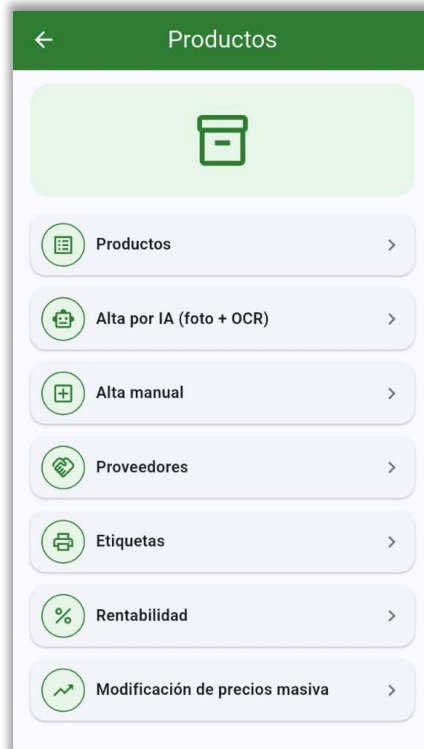 Productos
Productos
Alta por IA (foto + OCR)
Alta manual
Proveedores
Etiquetas
Rentabilidad
Modificación de precios masiva